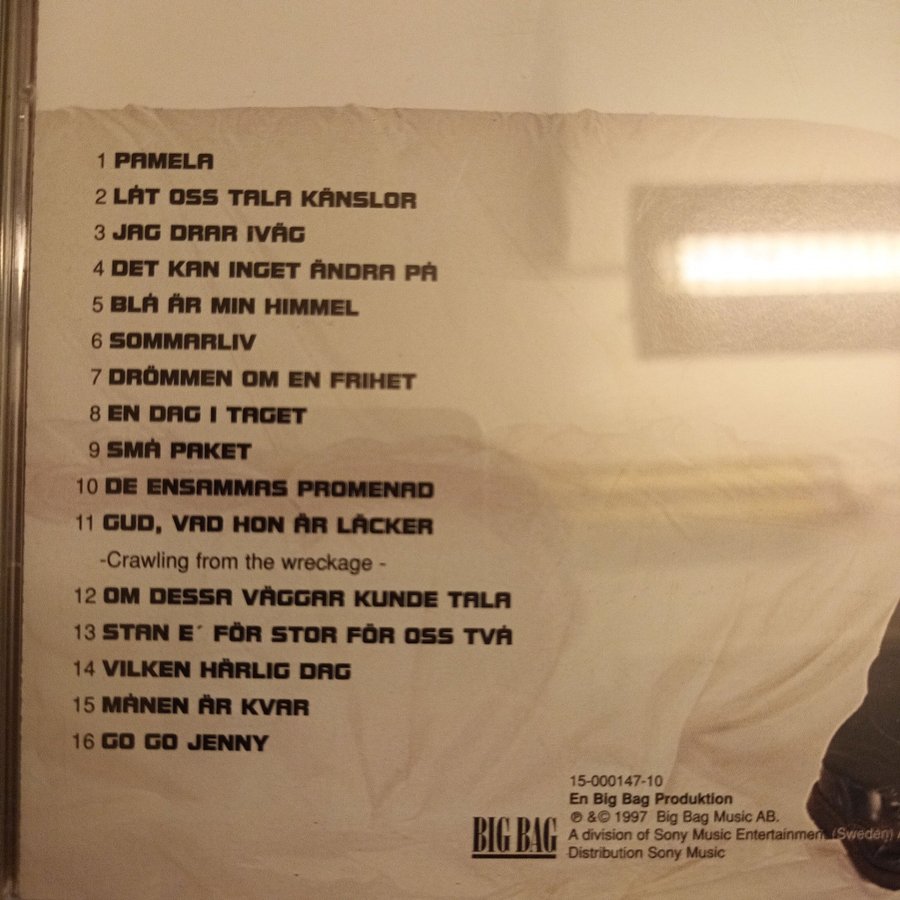 1 PAMELA
2 LÅT OSS TALA KÄNSLOR
3 JAG DRAR IVÄG
4 DET KAN INGET ÄNDRA PÅ
5 BLÅ ÄR MIN HIMMEL
6 SOMMARLIV
7 DRÖMMEN OM EN FRIHET
8 EN DAG I TAGET
9 SMÅ PAKET
10 DE ENSAMMAS PROMENAD
11 GUD, VAD HON ÄR LÄCKER
-Crawling from the wreckage -
12 OM DESSA VÄGGAR KUNDE TALA
13 STAN E´ FÖR STOR FÖR OSS TVÅ
14 VILKEN HÄRLIG DAG
15 MÅNEN ÄR KVAR
16 GO GO JENNY
15-000147-10
En Big Bag Produktion
℗ & © 1997 Big Bag Music AB.
BIG BAG
A division of Sony Music Entertainment (Sweden)
Distribution Sony Music